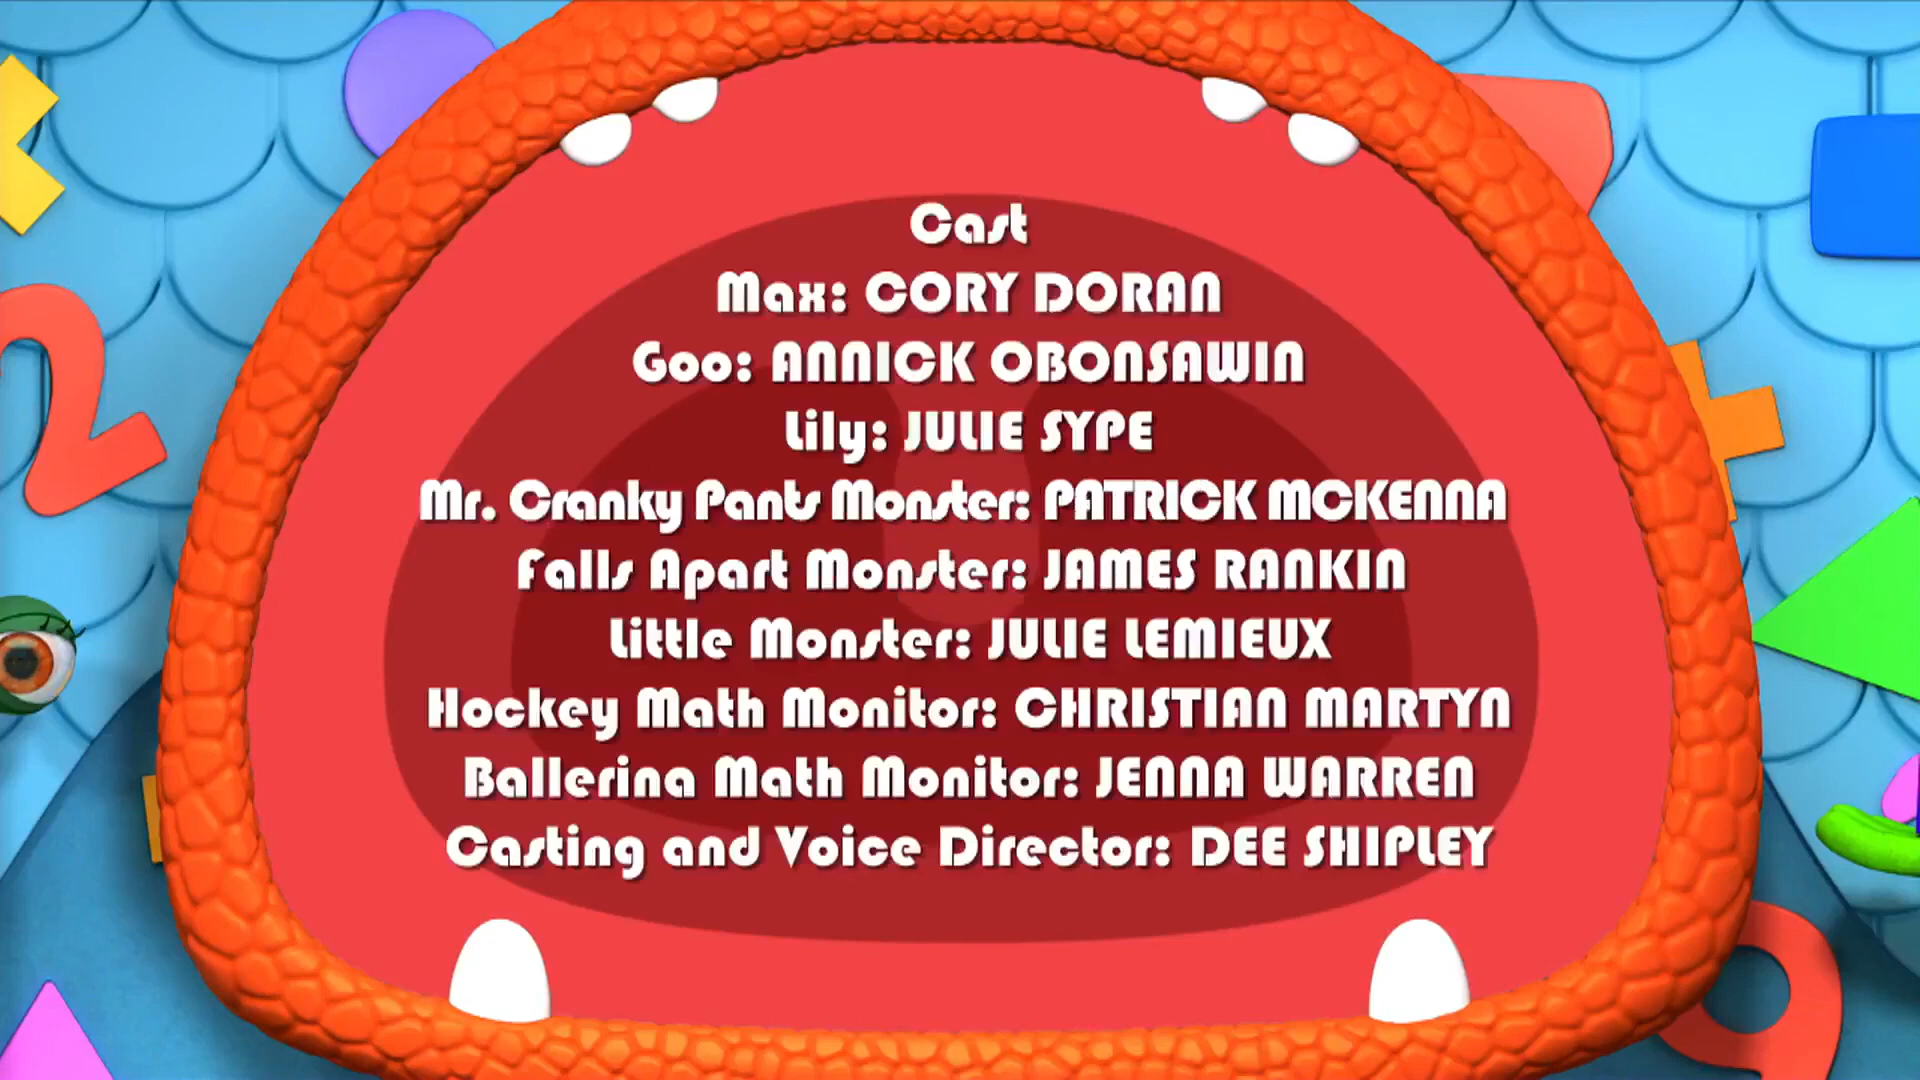 Cast
Max: CORY DORAN
Goo: ANNICK OBONSAWIN
Lily: JULIE SYPE
Mr. Cranky Pants Monster: PATRICK MCKENNA
Falls Apart Monster: JAMES RANKIN
Little Monster: JULIE LEMIEUX
Hockey Math Monitor: CHRISTIAN MARTYN
Ballerina Math Monitor: JENNA WARREN
Casting and Voice Director: DEE SHIPLEY
2
9